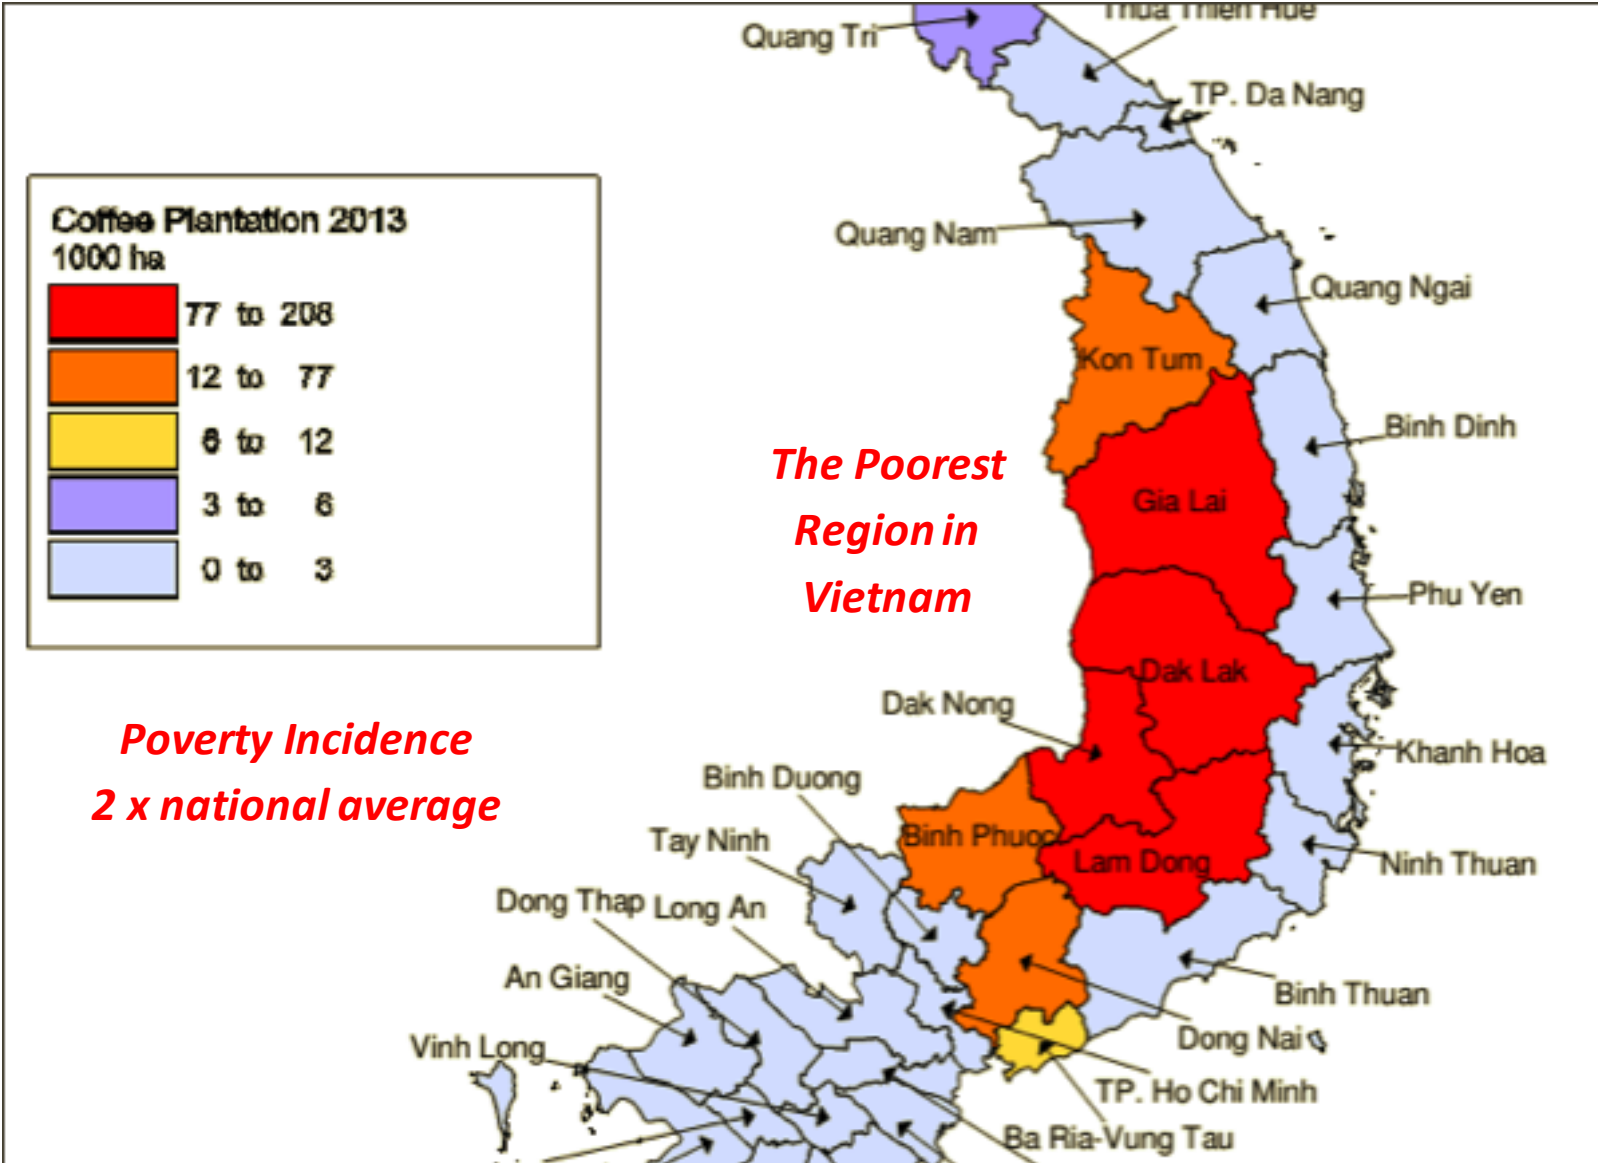 Thua Thien Hue
Quang Tri
TP. Da Nang
Coffee Plantation 2013
1000 ha
77 to 208
12 to 77
6 to 12
3 to 6
0 to 3
Quang Nam
Quang Ngai
Kon Tum
Binh Dinh
The Poorest
Region in
Vietnam
Gia Lai
Phu Yen
Dak Lak
Dak Nong
Poverty Incidence
2 x national average
Khanh Hoa
Binh Duong
Tay Ninh
Binh Phuoc
Lam Dong
Ninh Thuan
Dong Thap
Long An
An Giang
Binh Thuan
Vinh Long
Dong Nai
TP. Ho Chi Minh
Ba Ria-Vung Tau